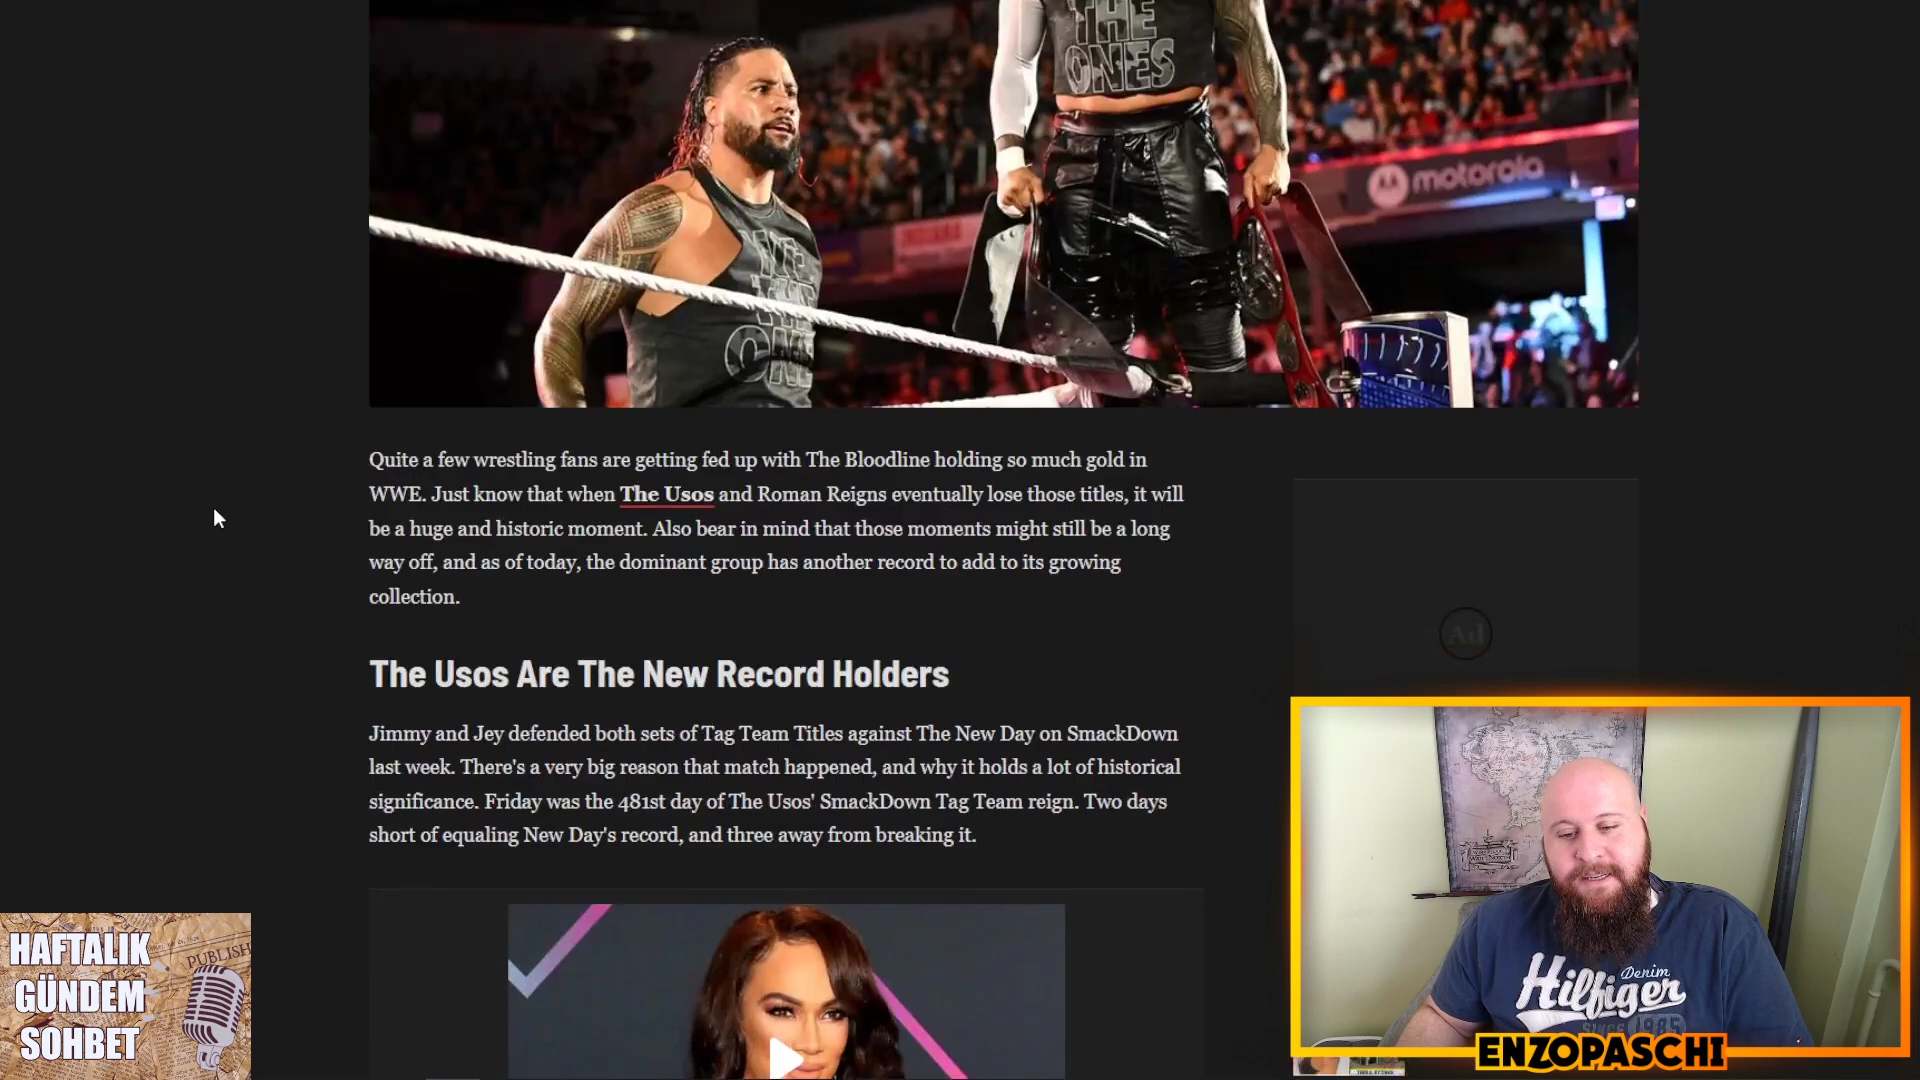 THE
ONES
motorola
Quite a few wrestling fans are getting fed up with The Bloodline holding so much gold in
WWE. Just know that when The Usos and Roman Reigns eventually lose those titles, it will
be a huge and historic moment. Also bear in mind that those moments might still be a long
way off, and as of today, the dominant group has another record to add to its growing
collection.
Ad
The Usos Are The New Record Holders
Jimmy and Jey defended both sets of Tag Team Titles against The New Day on SmackDown
last week. There's a very big reason that match happened, and why it holds a lot of historical
significance. Friday was the 481st day of The Usos' SmackDown Tag Team reign. Two days
short of equaling New Day's record, and three away from breaking it.
HAFTALIK
GÜNDEM
SOHBET
PUBLISH
Denim
Hilfiger
SINCE 1985
ENZOPASCHI